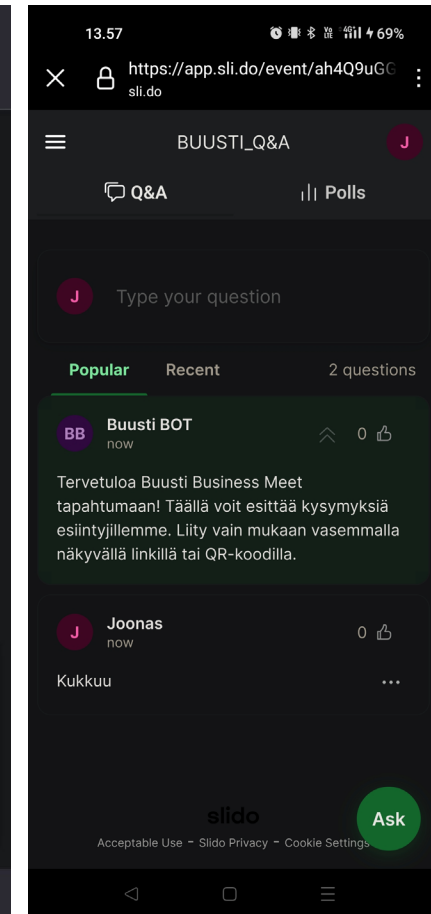 13.57
69%
https://app.sli.do/event/ah4Q9uGG
sli.do
BUUSTI_Q&A
J
Q&A
Polls
J
Type your question
Popular
Recent
2 questions
BB
Buusti BOT
now
0
Tervetuloa Buusti Business Meet
tapahtumaan! Täällä voit esittää kysymyksiä
esiintyjillemme. Liity vain mukaan vasemmalla
näkyvällä linkillä tai QR-koodilla.
J
Joonas
now
0
Kukkuu
slido
Ask
Acceptable Use - Slido Privacy - Cookie Settings